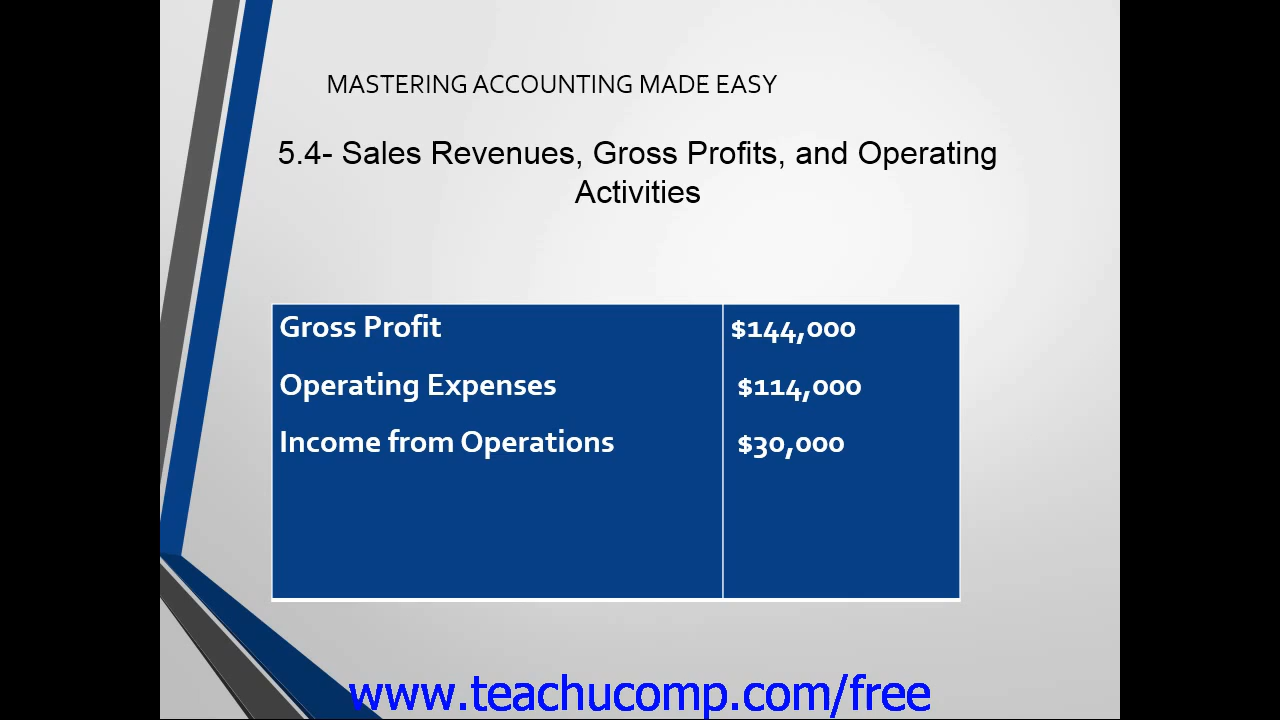 MASTERING ACCOUNTING MADE EASY
5.4- Sales Revenues, Gross Profits, and Operating
Activities
Gross Profit $144,000
Operating Expenses $114,000
Income from Operations $30,000
www.teachucomp.com/free